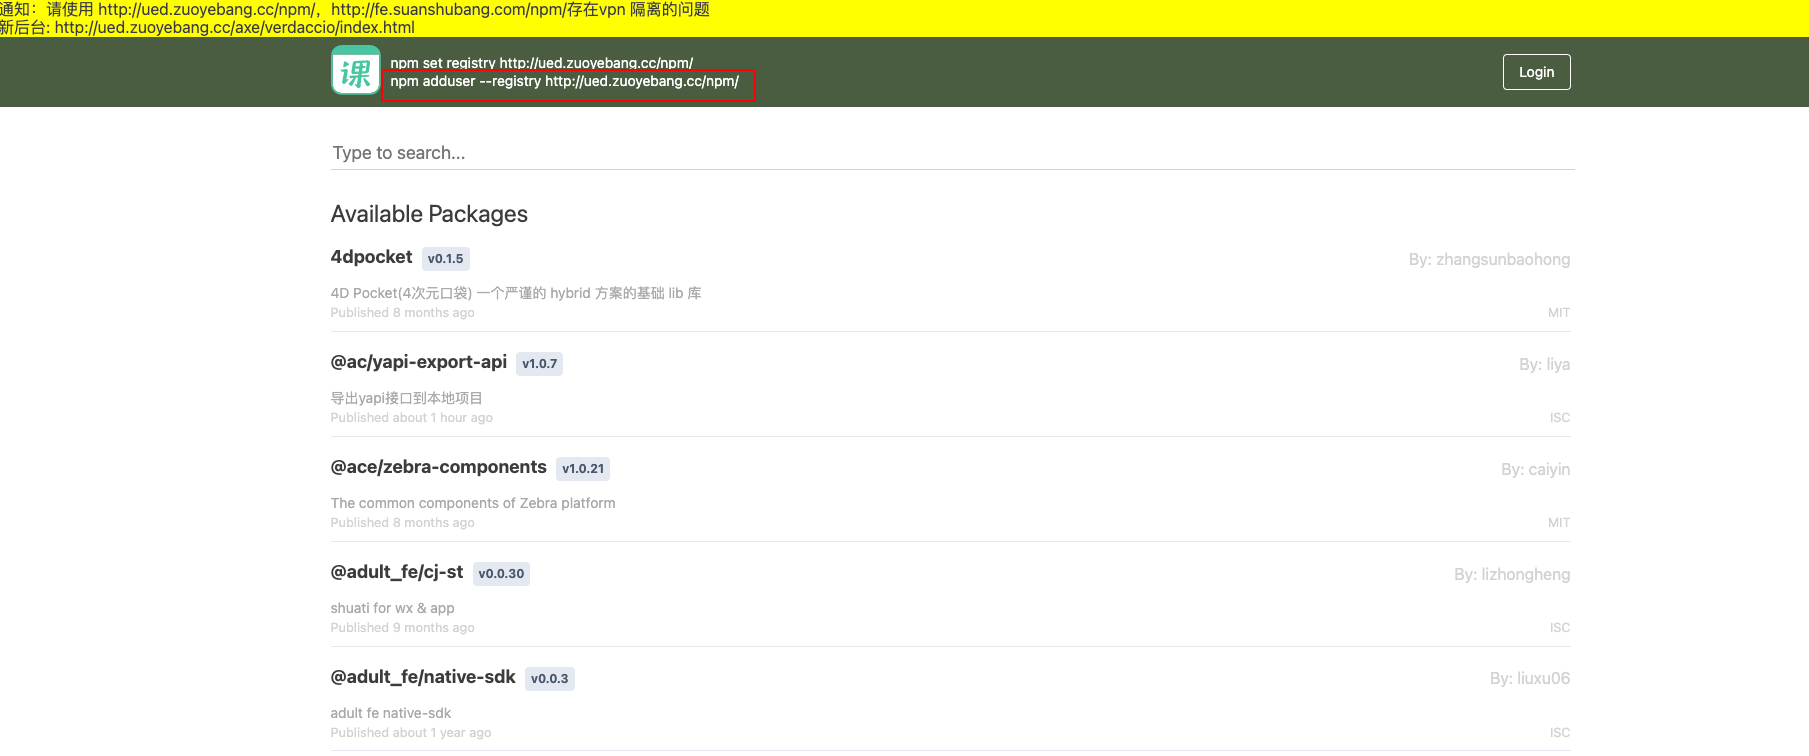 通知：请使用 http://ued.zuoyebang.cc/npm/，http://fe.suanshubang.com/npm/存在vpn 隔离的问题
新后台: http://ued.zuoyebang.cc/axe/verdaccio/index.html
课
npm set registry http://ued.zuoyebang.cc/npm/
npm adduser --registry http://ued.zuoyebang.cc/npm/
Login
Type to search...
Available Packages
4dpocket v0.1.5
By: zhangsunbaohong
4D Pocket(4次元口袋) 一个严谨的 hybrid 方案的基础 lib 库
Published 8 months ago
MIT
@ac/yapi-export-api v1.0.7
By: liya
导出yapi接口到本地项目
Published about 1 hour ago
ISC
@ace/zebra-components v1.0.21
By: caiyin
The common components of Zebra platform
Published 8 months ago
MIT
@adult_fe/cj-st v0.0.30
By: lizhongheng
shuati for wx & app
Published 9 months ago
ISC
@adult_fe/native-sdk v0.0.3
By: liuxu06
adult fe native-sdk
Published about 1 year ago
ISC